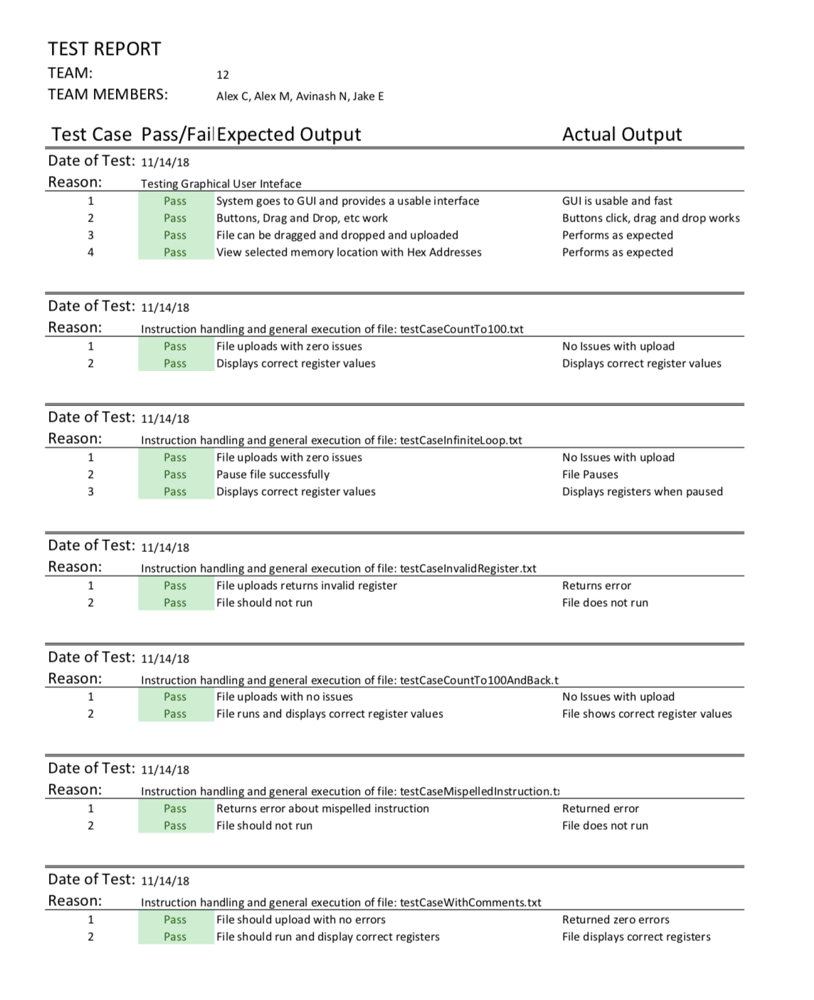 TEST REPORT
TEAM: 12
TEAM MEMBERS: Alex C, Alex M, Avinash N, Jake E
Test Case Pass/Fail Expected Output Actual Output
Date of Test: 11/14/18
Reason: Testing Graphical User Inteface
1 Pass System goes to GUI and provides a usable interface GUI is usable and fast
2 Pass Buttons, Drag and Drop, etc work Buttons click, drag and drop works
3 Pass File can be dragged and dropped and uploaded Performs as expected
4 Pass View selected memory location with Hex Addresses Performs as expected
Date of Test: 11/14/18
Reason: Instruction handling and general execution of file: testCaseCountTo100.txt
1 Pass File uploads with zero issues No Issues with upload
2 Pass Displays correct register values Displays correct register values
Date of Test: 11/14/18
Reason: Instruction handling and general execution of file: testCaseInfiniteLoop.txt
1 Pass File uploads with zero issues No Issues with upload
2 Pass Pause file successfully File Pauses
3 Pass Displays correct register values Displays registers when paused
Date of Test: 11/14/18
Reason: Instruction handling and general execution of file: testCaseInvalidRegister.txt
1 Pass File uploads returns invalid register Returns error
2 Pass File should not run File does not run
Date of Test: 11/14/18
Reason: Instruction handling and general execution of file: testCaseCountTo100AndBack.t
1 Pass File uploads with no issues No Issues with upload
2 Pass File runs and displays correct register values File shows correct register values
Date of Test: 11/14/18
Reason: Instruction handling and general execution of file: testCaseMispelledInstruction.t
1 Pass Returns error about mispelled instruction Returned error
2 Pass File should not run File does not run
Date of Test: 11/14/18
Reason: Instruction handling and general execution of file: testCaseWithComments.txt
1 Pass File should upload with no errors Returned zero errors
2 Pass File should run and display correct registers File displays correct registers